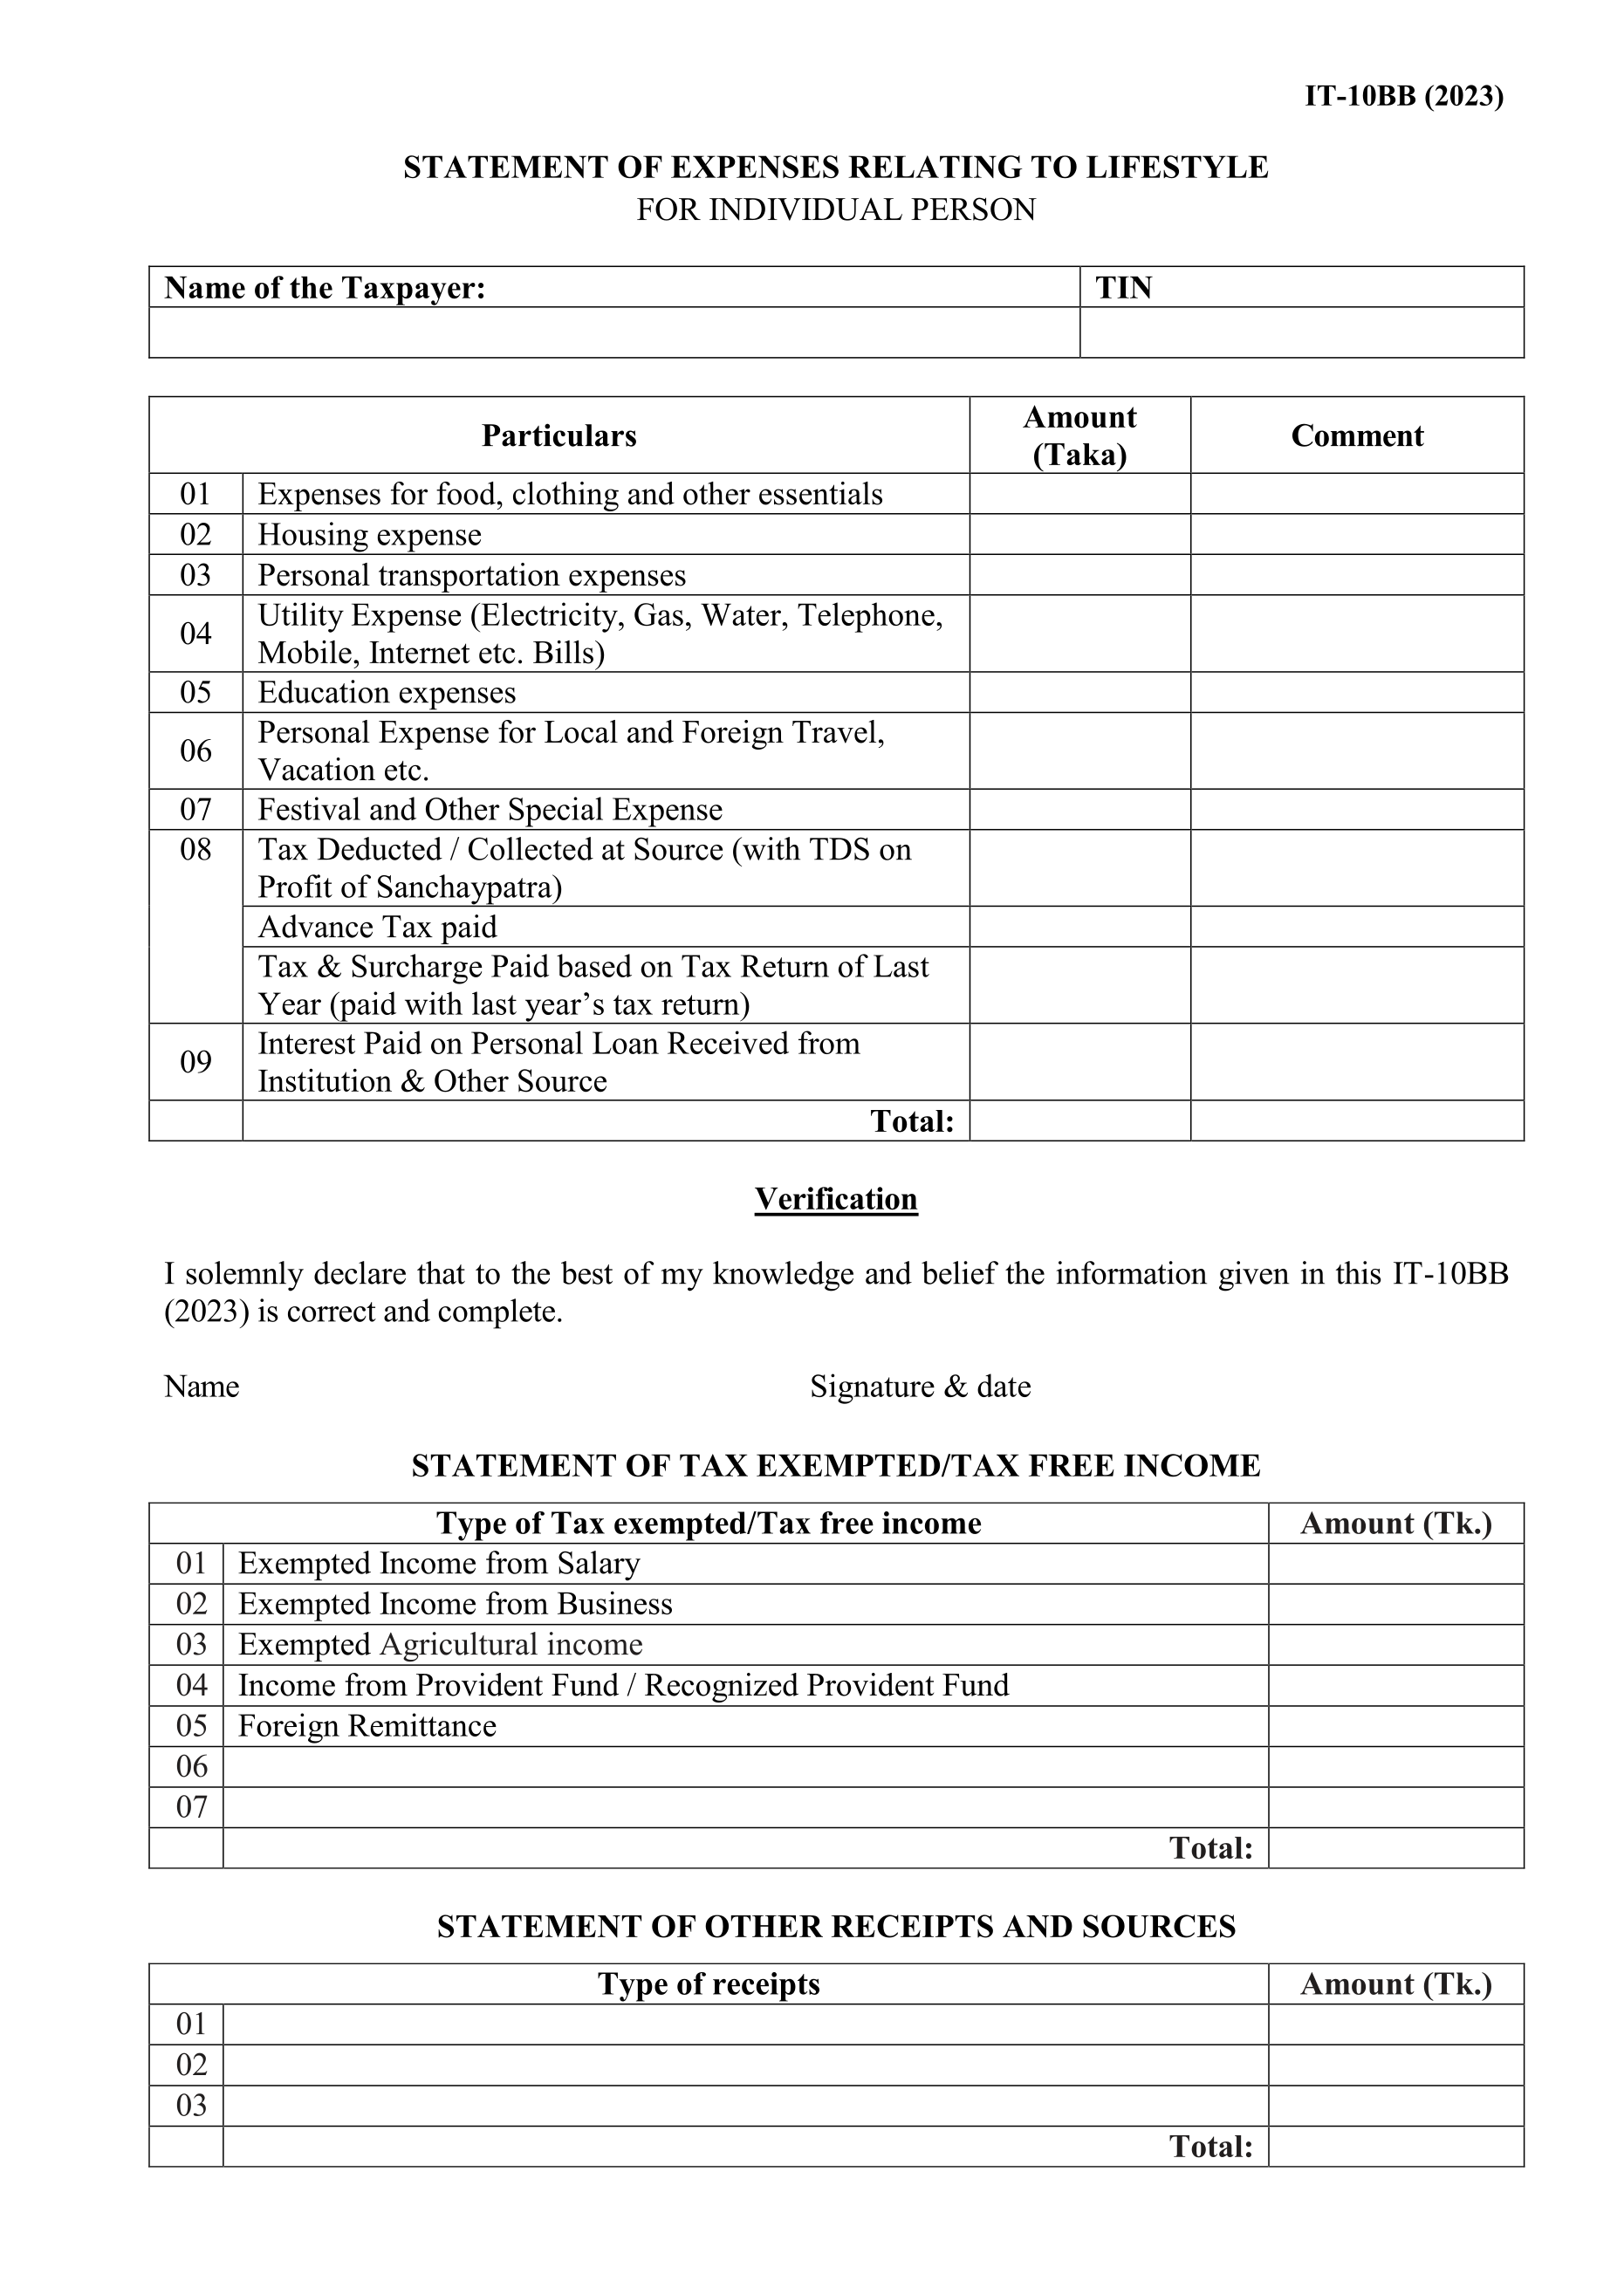 IT-10BB (2023)
STATEMENT OF EXPENSES RELATING TO LIFESTYLE
FOR INDIVIDUAL PERSON
Name of the Taxpayer: TIN
Particulars Amount (Taka) Comment
01 Expenses for food, clothing and other essentials
02 Housing expense
03 Personal transportation expenses
04 Utility Expense (Electricity, Gas, Water, Telephone,
Mobile, Internet etc. Bills)
05 Education expenses
06 Personal Expense for Local and Foreign Travel,
Vacation etc.
07 Festival and Other Special Expense
08 Tax Deducted / Collected at Source (with TDS on
Profit of Sanchaypatra)
Advance Tax paid
Tax & Surcharge Paid based on Tax Return of Last
Year (paid with last year’s tax return)
09 Interest Paid on Personal Loan Received from
Institution & Other Source
Total:
Verification
I solemnly declare that to the best of my knowledge and belief the information given in this IT-10BB
(2023) is correct and complete.
Name Signature & date
STATEMENT OF TAX EXEMPTED/TAX FREE INCOME
Type of Tax exempted/Tax free income Amount (Tk.)
01 Exempted Income from Salary
02 Exempted Income from Business
03 Exempted Agricultural income
04 Income from Provident Fund / Recognized Provident Fund
05 Foreign Remittance
06
07
Total:
STATEMENT OF OTHER RECEIPTS AND SOURCES
Type of receipts Amount (Tk.)
01
02
03
Total: